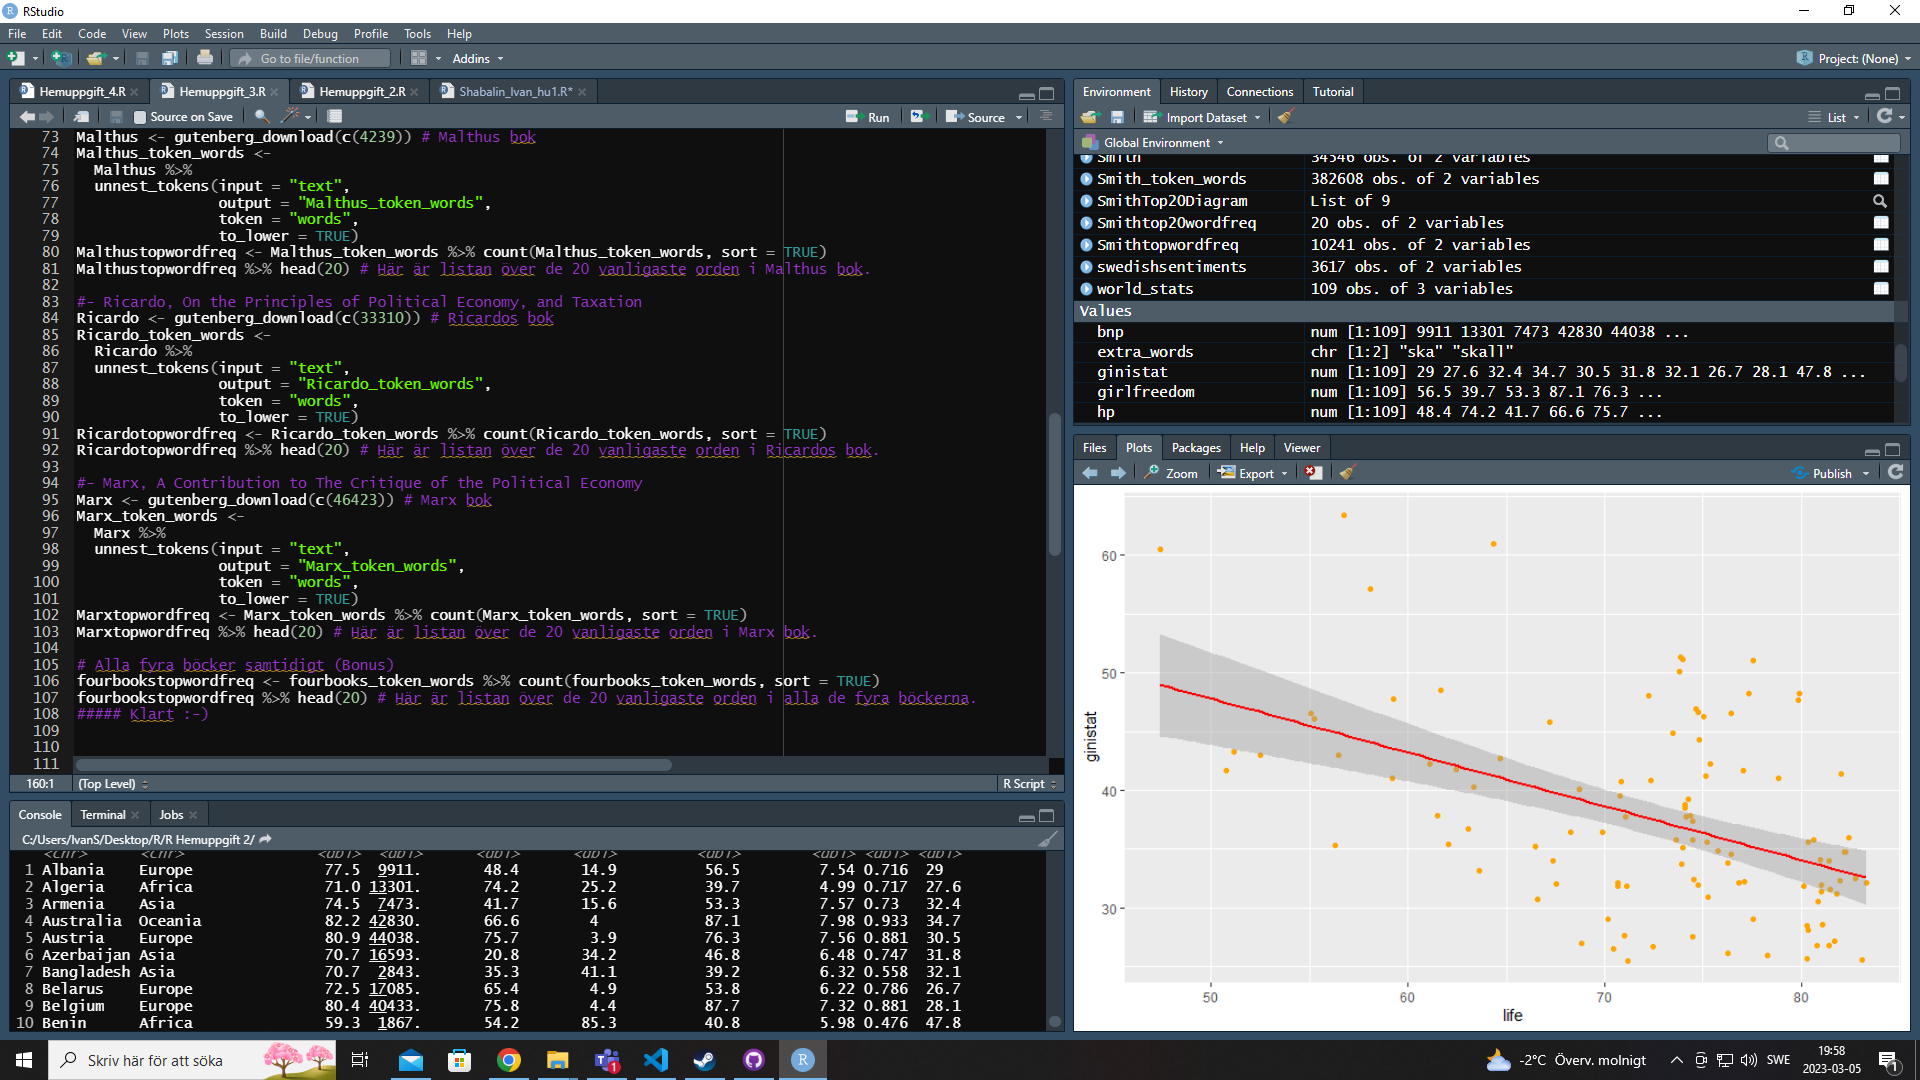 RStudio
File Edit Code View Plots Session Build Debug Profile Tools Help
Go to file/function Addins Project: (None)
Hemuppgift_4.R Hemuppgift_3.R Hemuppgift_2.R Shabalin_Ivan_hu1.R*
Source on Save Run Source
73 Malthus <- gutenberg_download(c(4239)) # Malthus bok
74 Malthus_token_words <-
75 Malthus %>%
76 unnest_tokens(input = "text",
77 output = "Malthus_token_words",
78 token = "words",
79 to_lower = TRUE)
80 Malthustopwordfreq <- Malthus_token_words %>% count(Malthus_token_words, sort = TRUE)
81 Malthustopwordfreq %>% head(20) # Här är listan över de 20 vanligaste orden i Malthus bok.
82
83 #- Ricardo, On the Principles of Political Economy, and Taxation
84 Ricardo <- gutenberg_download(c(33310)) # Ricardos bok
85 Ricardo_token_words <-
86 Ricardo %>%
87 unnest_tokens(input = "text",
88 output = "Ricardo_token_words",
89 token = "words",
90 to_lower = TRUE)
91 Ricardotopwordfreq <- Ricardo_token_words %>% count(Ricardo_token_words, sort = TRUE)
92 Ricardotopwordfreq %>% head(20) # Här är listan över de 20 vanligaste orden i Ricardos bok.
93
94 #- Marx, A Contribution to The Critique of the Political Economy
95 Marx <- gutenberg_download(c(46423)) # Marx bok
96 Marx_token_words <-
97 Marx %>%
98 unnest_tokens(input = "text",
99 output = "Marx_token_words",
100 token = "words",
101 to_lower = TRUE)
102 Marxtopwordfreq <- Marx_token_words %>% count(Marx_token_words, sort = TRUE)
103 Marxtopwordfreq %>% head(20) # Här är listan över de 20 vanligaste orden i Marx bok.
104
105 # Alla fyra böcker samtidigt (Bonus)
106 fourbookstopwordfreq <- fourbooks_token_words %>% count(fourbooks_token_words, sort = TRUE)
107 fourbookstopwordfreq %>% head(20) # Här är listan över de 20 vanligaste orden i alla de fyra böckerna.
108 ##### Klart :-)
109
110
111
160:1 (Top Level) R Script
Console Terminal Jobs
C:/Users/IvanS/Desktop/R/R Hemuppgift 2/
<chr> <chr> <dbl> <dbl> <dbl> <dbl> <dbl> <dbl> <dbl> <dbl>
1 Albania Europe 77.5 9911. 48.4 14.9 56.5 7.54 0.716 29
2 Algeria Africa 71.0 13301. 74.2 25.2 39.7 4.99 0.717 27.6
3 Armenia Asia 74.5 7473. 41.7 15.6 53.3 7.57 0.73 32.4
4 Australia Oceania 82.2 42830. 66.6 4 87.1 7.98 0.933 34.7
5 Austria Europe 80.9 44038. 75.7 3.9 76.3 7.56 0.881 30.5
6 Azerbaijan Asia 70.7 16593. 20.8 34.2 46.8 6.48 0.747 31.8
7 Bangladesh Asia 70.7 2843. 35.3 41.1 39.2 6.32 0.558 32.1
8 Belarus Europe 72.5 17085. 65.4 4.9 53.8 6.22 0.786 26.7
9 Belgium Europe 80.4 40433. 75.8 4.4 87.7 7.32 0.881 28.1
10 Benin Africa 59.3 1867. 54.2 85.3 40.8 5.98 0.476 47.8
Environment History Connections Tutorial
Import Dataset List
Global Environment
Smith 34546 obs. of 2 variables
Smith_token_words 382608 obs. of 2 variables
SmithTop20Diagram List of 9
Smithtop20wordfreq 20 obs. of 2 variables
Smithtopwordfreq 10241 obs. of 2 variables
swedishsentiments 3617 obs. of 2 variables
world_stats 109 obs. of 3 variables
Values
bnp num [1:109] 9911 13301 7473 42830 44038 ...
extra_words chr [1:2] "ska" "skall"
ginistat num [1:109] 29 27.6 32.4 34.7 30.5 31.8 32.1 26.7 28.1 47.8 ...
girlfreedom num [1:109] 56.5 39.7 53.3 87.1 76.3 ...
hp num [1:109] 48.4 74.2 41.7 66.6 75.7 ...
Files Plots Packages Help Viewer
Zoom Export Publish
60
50
40
30
ginistat
50 60 70 80
life
Skriv här för att söka
1
-2°C Överv. molnigt
SWE
19:58
2023-03-05
1